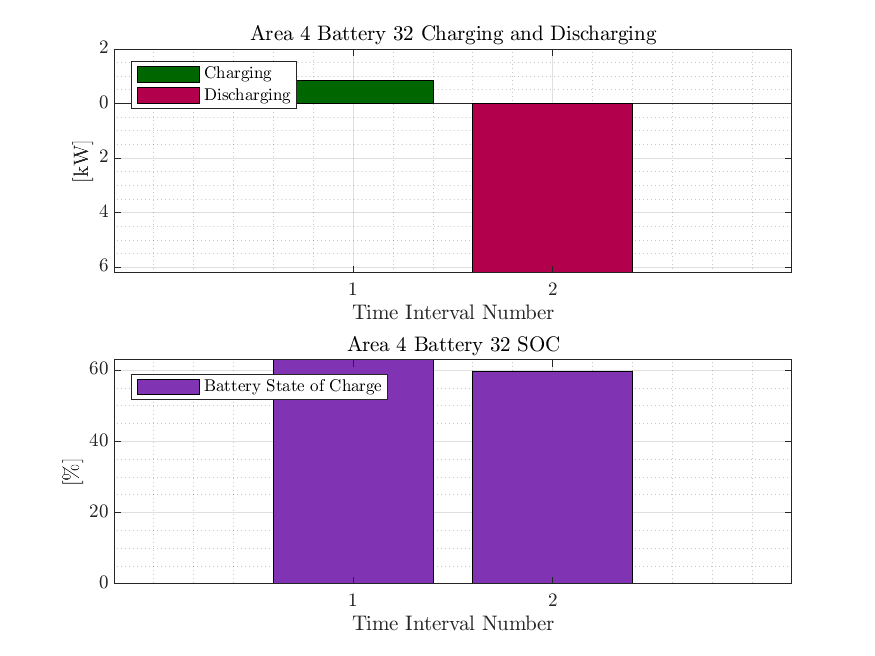 Area 4 Battery 32 Charging and Discharging
2
Charging
0
Discharging
2
[kW]
4
6
1
2
Time Interval Number
Area 4 Battery 32 SOC
60
Battery State of Charge
40
[%]
20
0
1
2
Time Interval Number